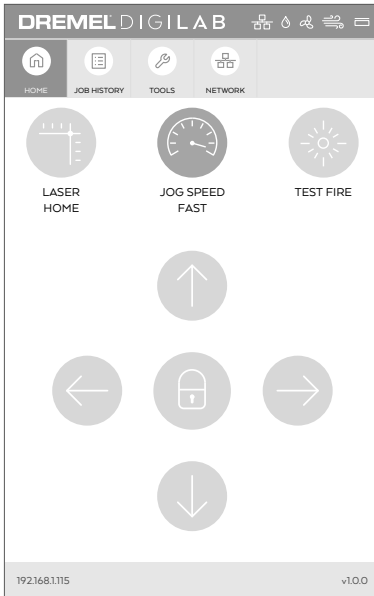 DREMEL DIGILAB
HOME JOB HISTORY TOOLS NETWORK
LASER HOME
JOG SPEED FAST
TEST FIRE
192.168.1.115 v1.0.0